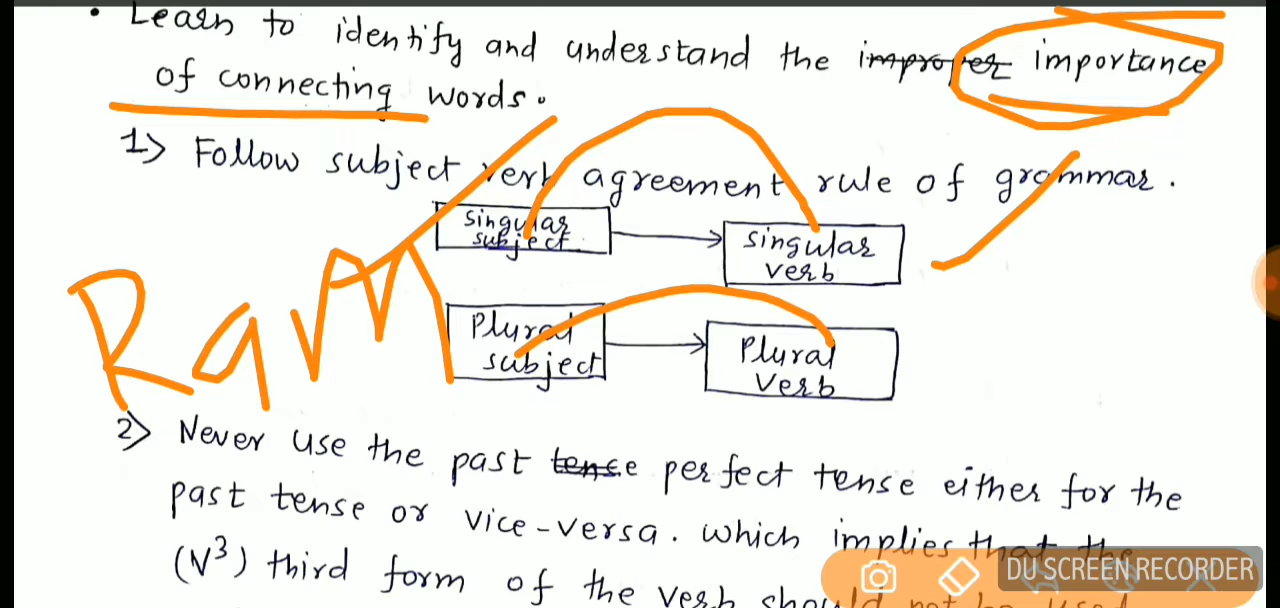 • Learn to identify and understand the improper importance
of connecting words.
1) Follow subject verb agreement rule of grammar.
Singular
subject
Singular
verb
Ram
Plural
subject
Plural
verb
2) Never use the past tense perfect tense either for the
past tense or vice-versa. which implies that the
(V³) third form of the verb should not be used
DU SCREEN RECORDER